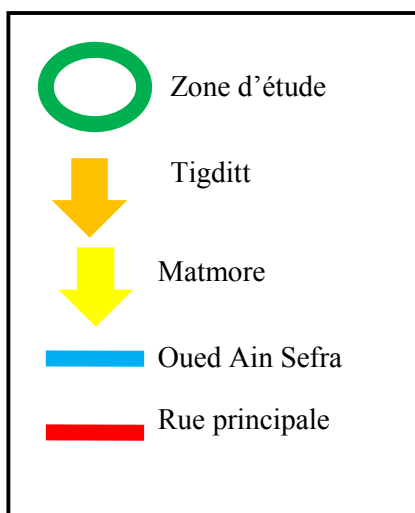 Zone d’étude
Tigditt
Matmore
Oued Ain Sefra
Rue principale